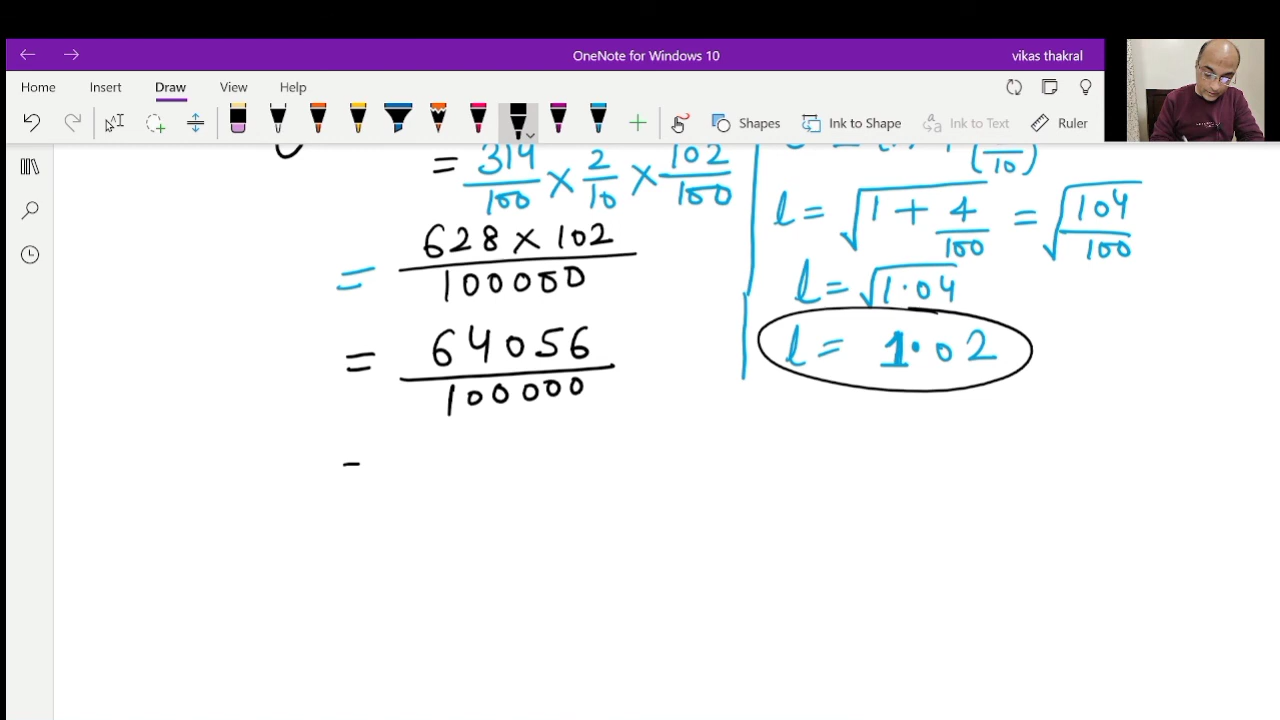 OneNote for Windows 10
vikas thakral
Home Insert Draw View Help
Shapes Ink to Shape Ink to Text Ruler
= 314/100 × 2/10 × 102/100
= 628 × 102 / 100000
= 64056 / 100000
=
l = √1 + 4/100 = √104/100
l = √1.04
l = 1.02